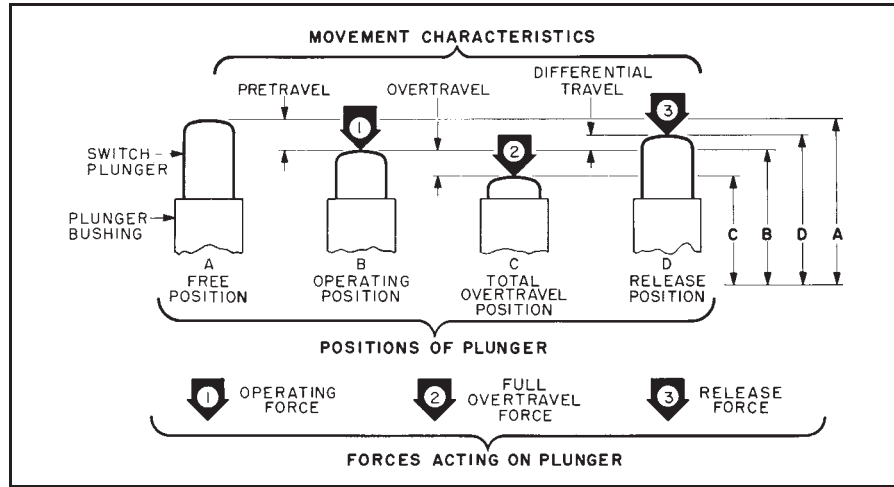 MOVEMENT CHARACTERISTICS
PRETRAVEL
OVERTRAVEL
DIFFERENTIAL
TRAVEL
1
2
3
SWITCH-
PLUNGER
PLUNGER
BUSHING
A
FREE
POSITION
B
OPERATING
POSITION
C
TOTAL
OVERTRAVEL
POSITION
D
RELEASE
POSITION
C
B
D
A
POSITIONS OF PLUNGER
1 OPERATING
FORCE
2 FULL
OVERTRAVEL
FORCE
3 RELEASE
FORCE
FORCES ACTING ON PLUNGER